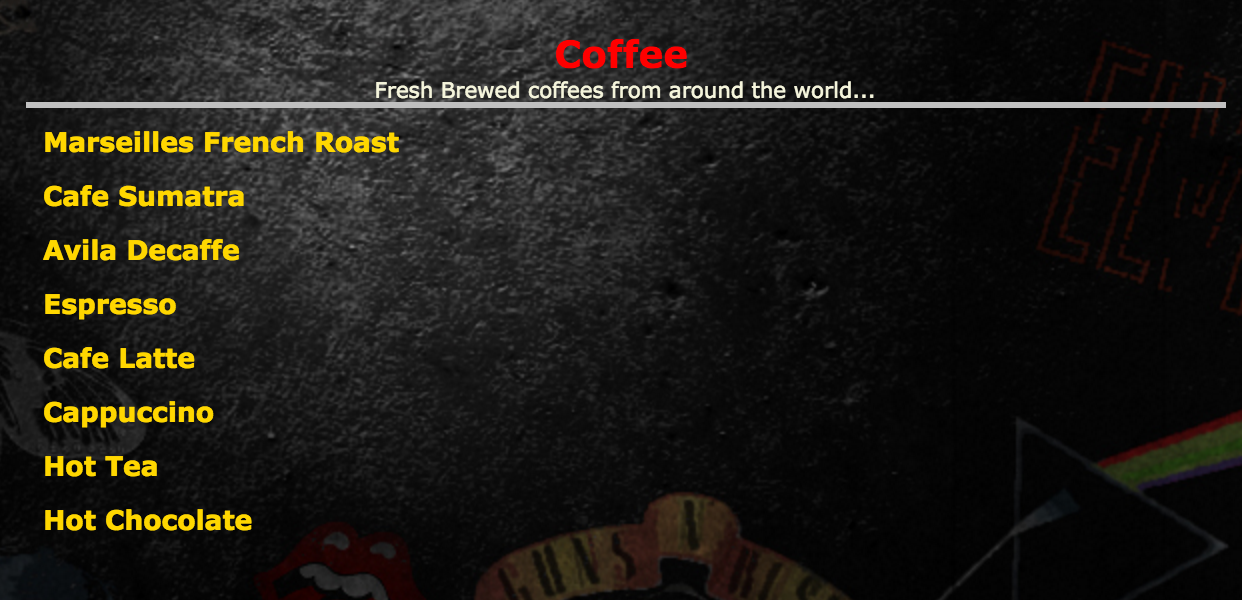 Coffee
Fresh Brewed coffees from around the world...
Marseilles French Roast
Cafe Sumatra
Avila Decaffe
Espresso
Cafe Latte
Cappuccino
Hot Tea
Hot Chocolate
GUNS N